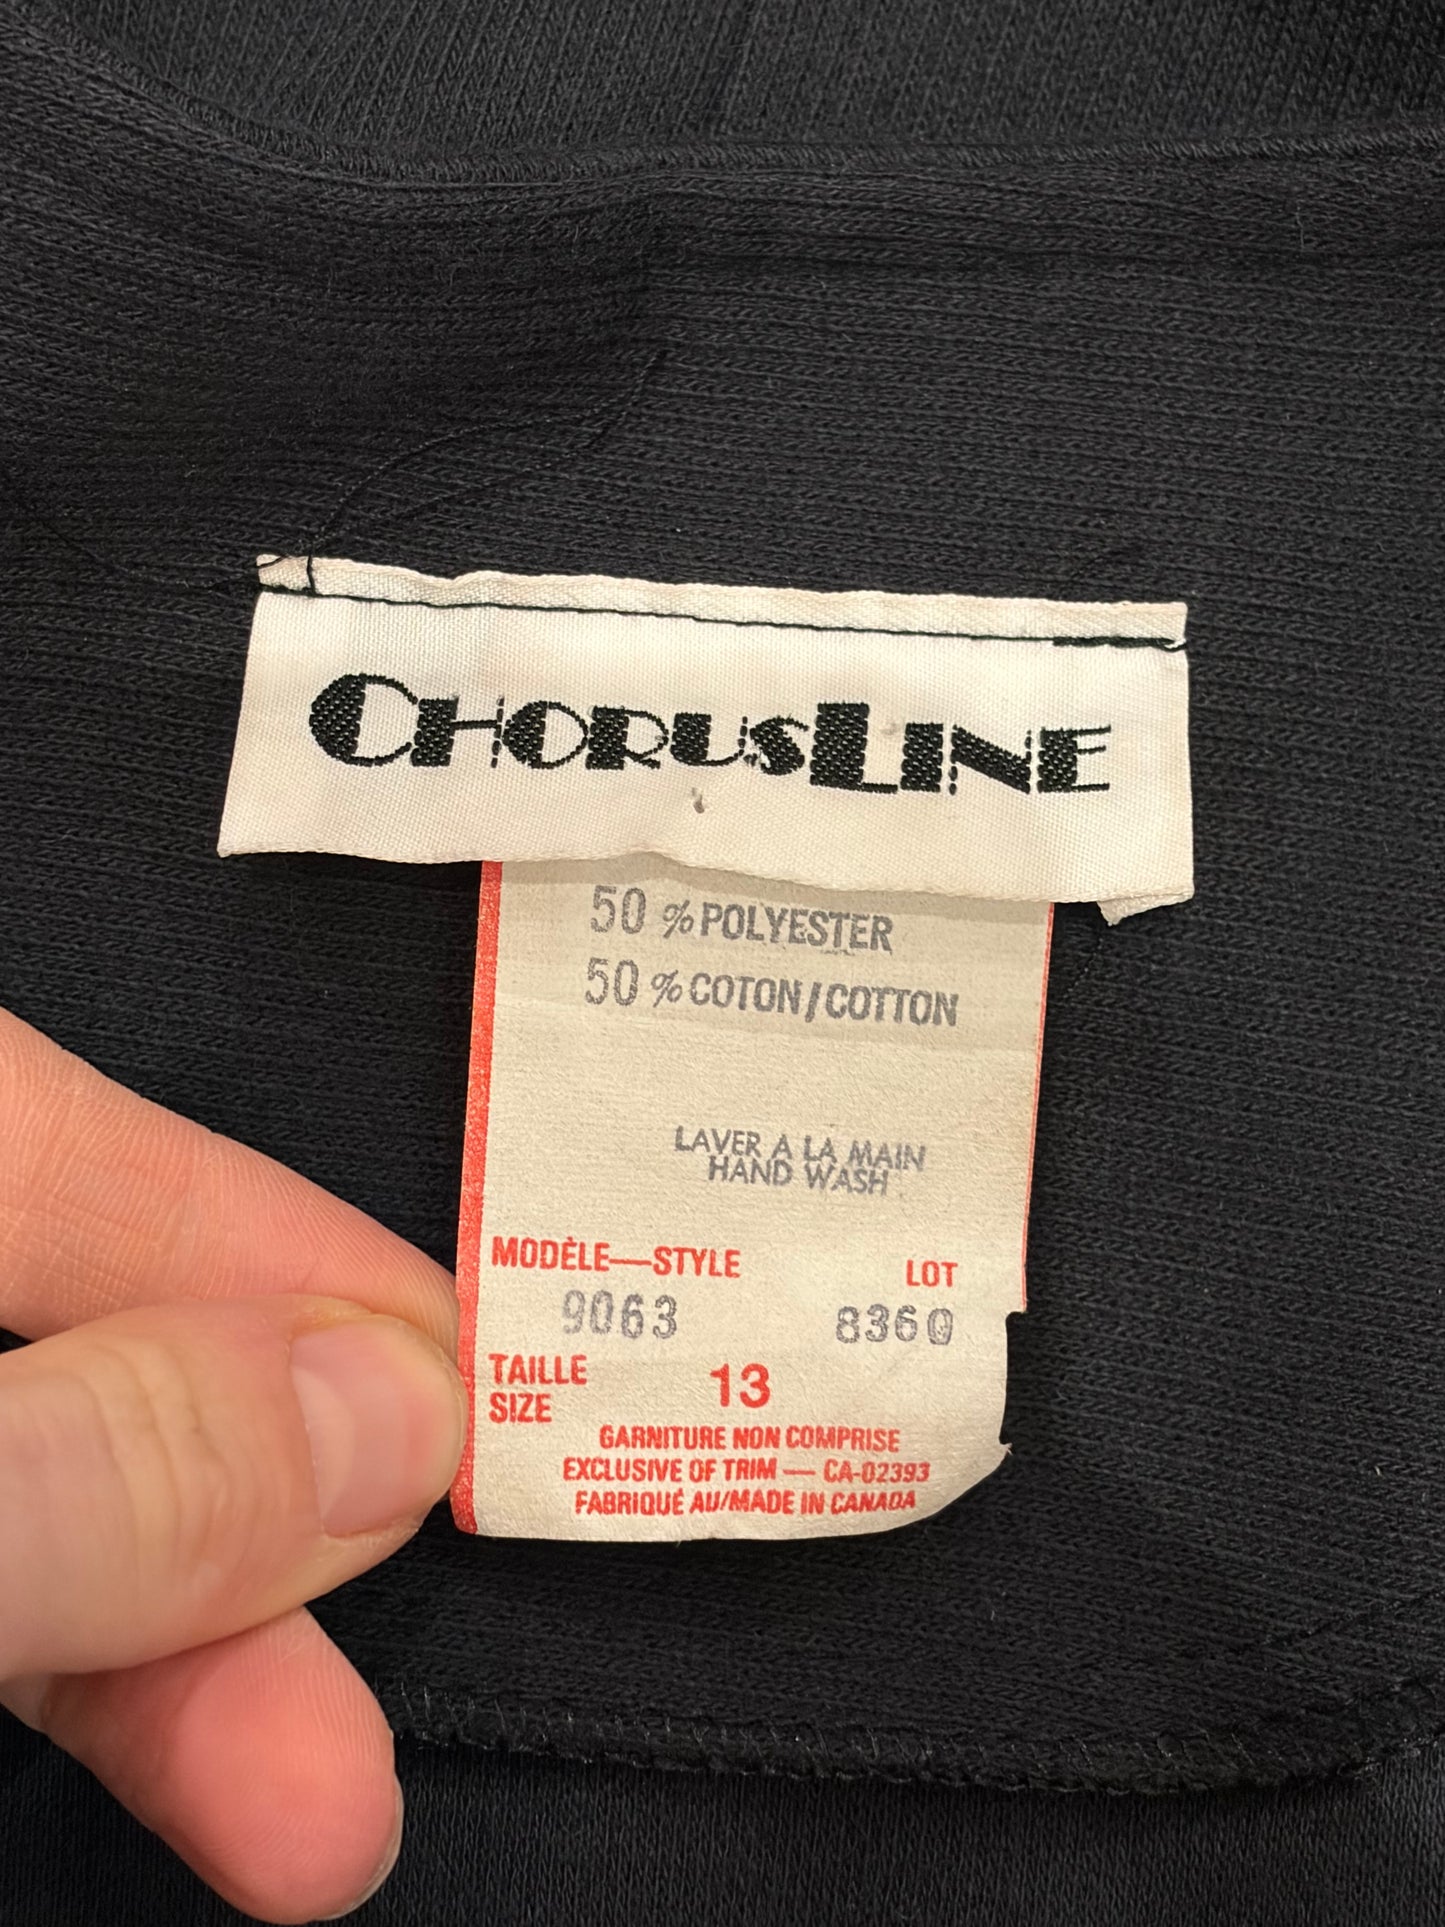 CHORUSLINE
50 % POLYESTER
50 % COTON/COTTON
LAVER A LA MAIN
HAND WASH
MODÈLE—STYLE LOT
9063 8360
TAILLE
SIZE 13
GARNITURE NON COMPRISE
EXCLUSIVE OF TRIM — CA-02393
FABRIQUÉ AU/MADE IN CANADA